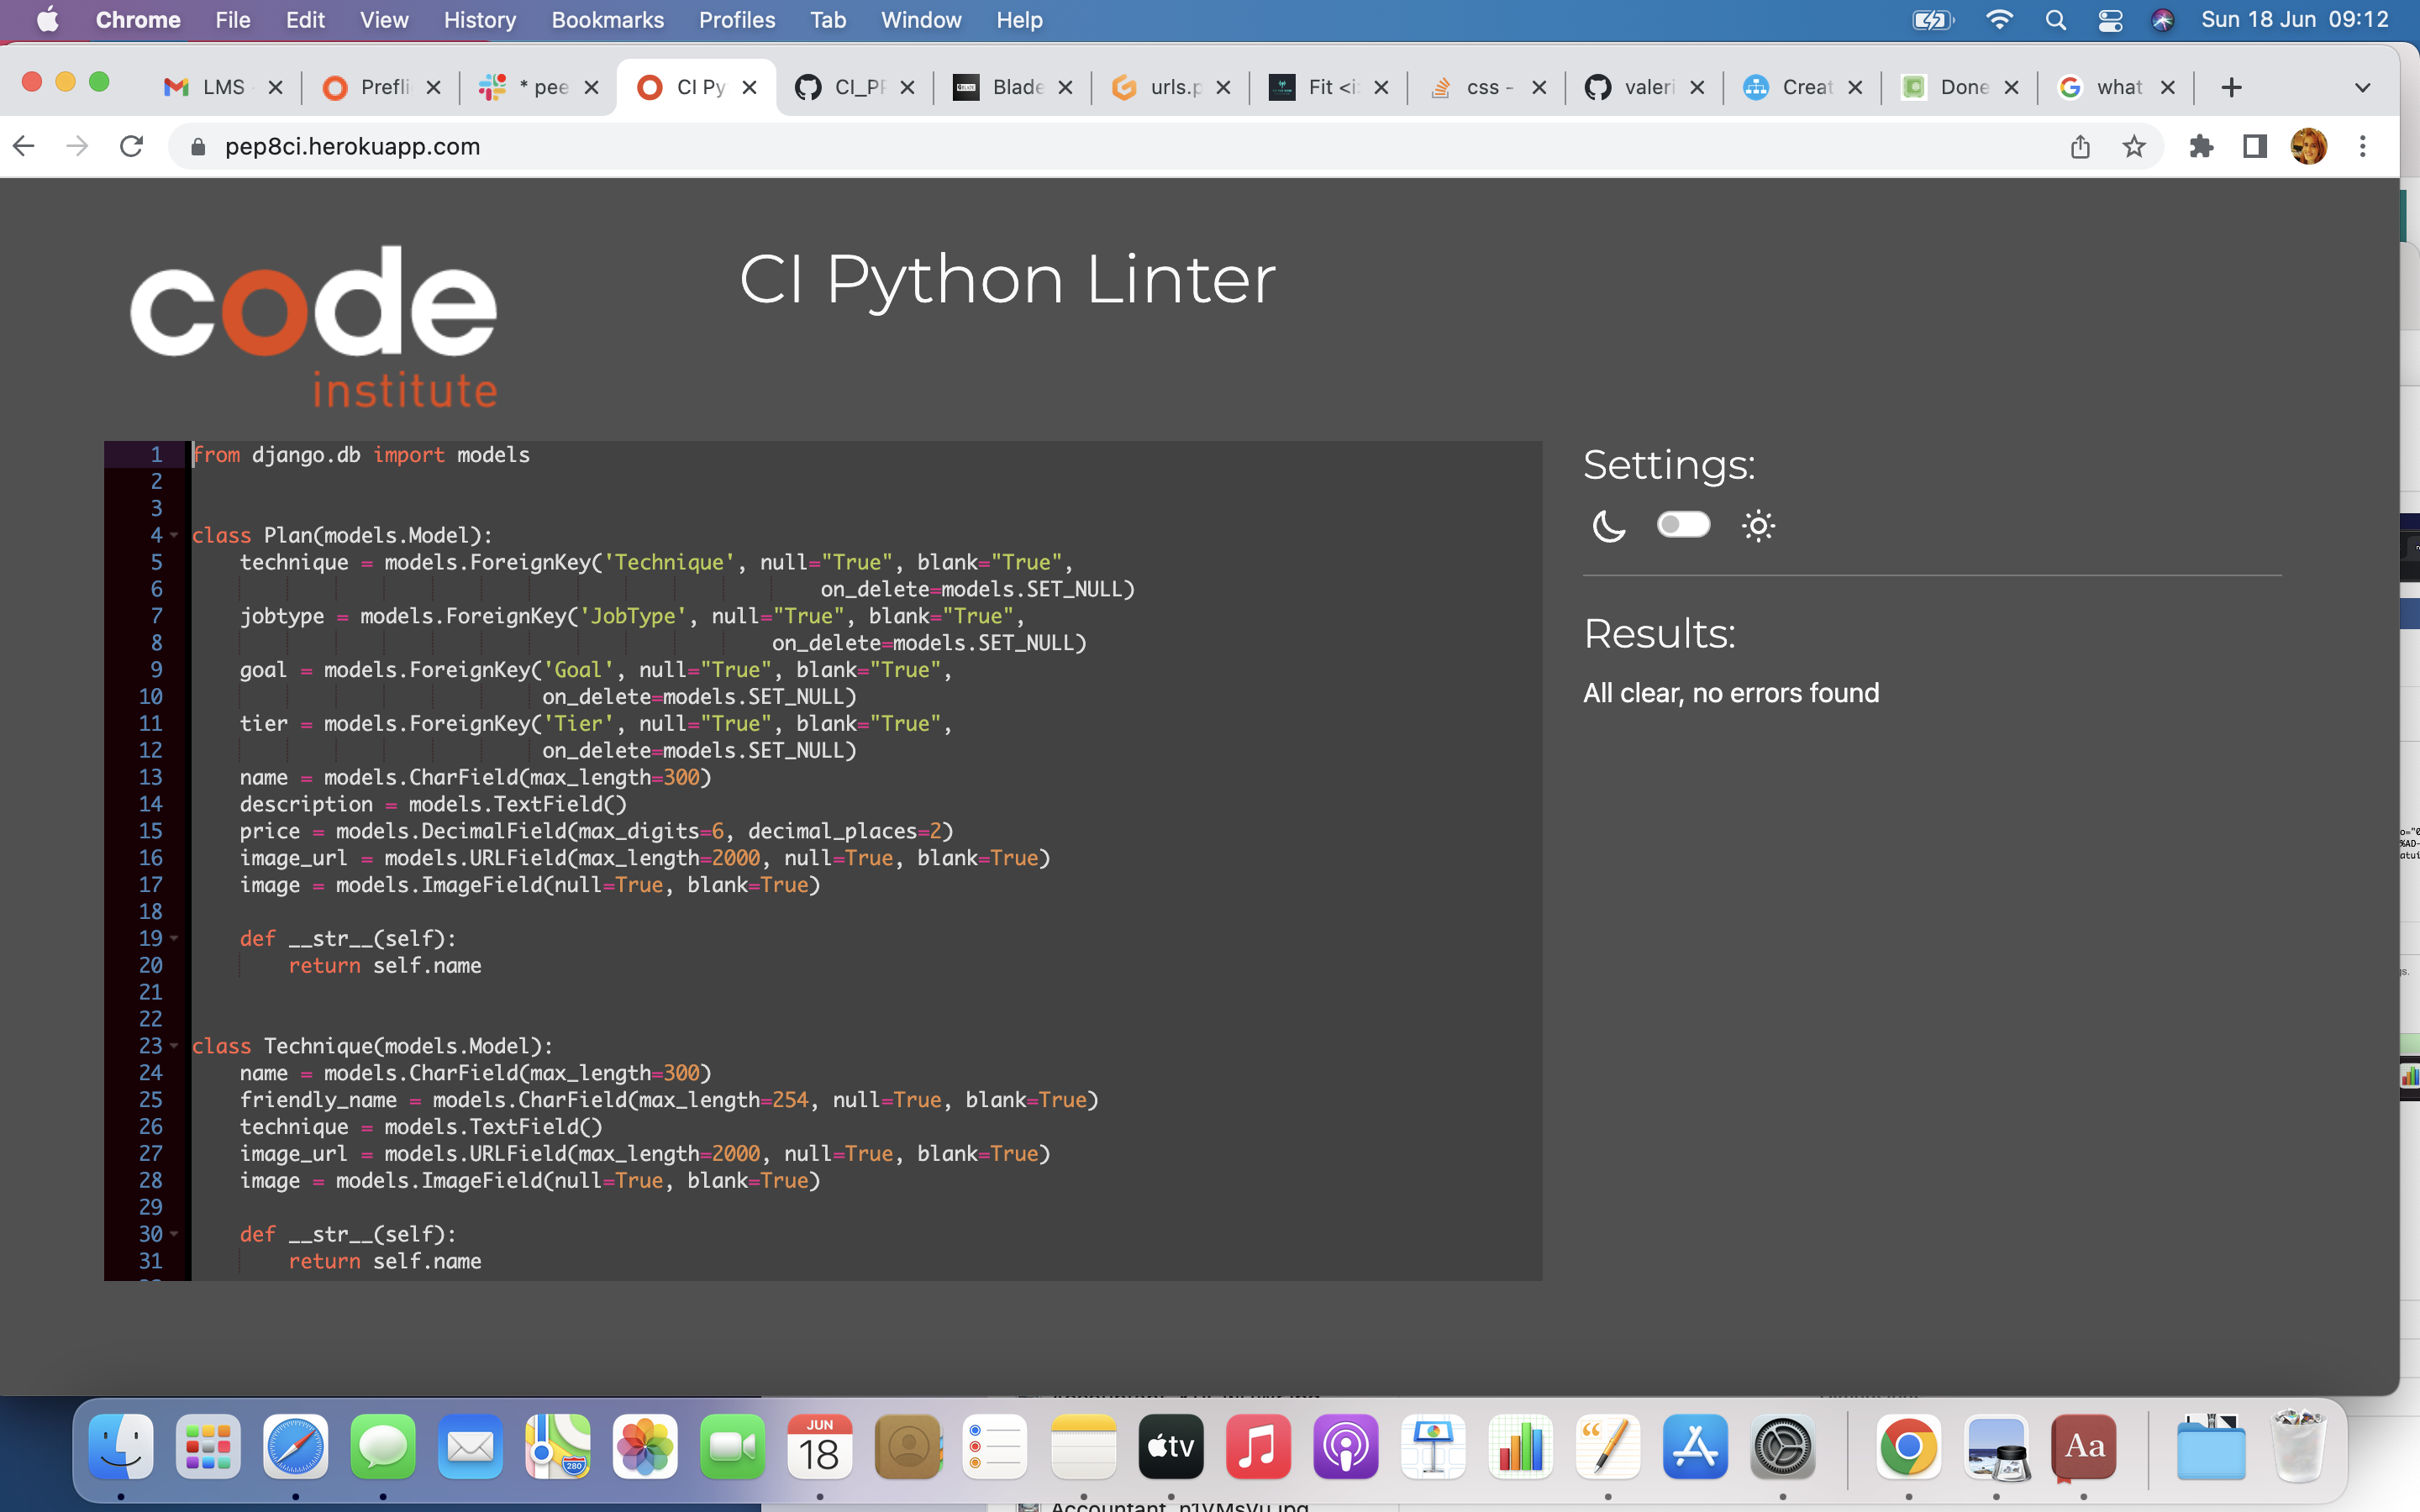 Chrome File Edit View History Bookmarks Profiles Tab Window Help Sun 18 Jun 09:12
LMS Prefli * pee CI Py CI_PF Blade urls.p Fit <i css - valeri Creat Done what
pep8ci.herokuapp.com
code
institute
CI Python Linter
1 from django.db import models
2
3
4 class Plan(models.Model):
5 technique = models.ForeignKey('Technique', null="True", blank="True",
6 on_delete=models.SET_NULL)
7 jobtype = models.ForeignKey('JobType', null="True", blank="True",
8 on_delete=models.SET_NULL)
9 goal = models.ForeignKey('Goal', null="True", blank="True",
10 on_delete=models.SET_NULL)
11 tier = models.ForeignKey('Tier', null="True", blank="True",
12 on_delete=models.SET_NULL)
13 name = models.CharField(max_length=300)
14 description = models.TextField()
15 price = models.DecimalField(max_digits=6, decimal_places=2)
16 image_url = models.URLField(max_length=2000, null=True, blank=True)
17 image = models.ImageField(null=True, blank=True)
18
19 def __str__(self):
20 return self.name
21
22
23 class Technique(models.Model):
24 name = models.CharField(max_length=300)
25 friendly_name = models.CharField(max_length=254, null=True, blank=True)
26 technique = models.TextField()
27 image_url = models.URLField(max_length=2000, null=True, blank=True)
28 image = models.ImageField(null=True, blank=True)
29
30 def __str__(self):
31 return self.name
Settings:
Results:
All clear, no errors found
JUN
18
280
tv
Aa
Accountant_n1VMsVu.jpg